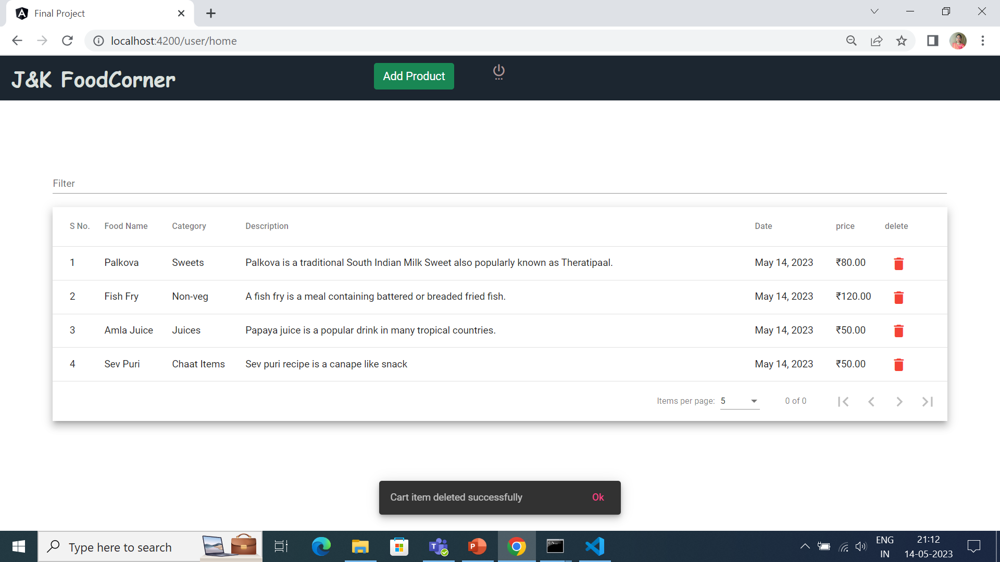 Final Project
localhost:4200/user/home
J&K FoodCorner
Add Product
Filter
S No. Food Name Category Description Date price delete
1 Palkova Sweets Palkova is a traditional South Indian Milk Sweet also popularly known as Theratipaal. May 14, 2023 ₹80.00
2 Fish Fry Non-veg A fish fry is a meal containing battered or breaded fried fish. May 14, 2023 ₹120.00
3 Amla Juice Juices Papaya juice is a popular drink in many tropical countries. May 14, 2023 ₹50.00
4 Sev Puri Chaat Items Sev puri recipe is a canape like snack May 14, 2023 ₹50.00
Items per page: 5 0 of 0
Cart item deleted successfully Ok
Type here to search
ENG
IN
21:12
14-05-2023